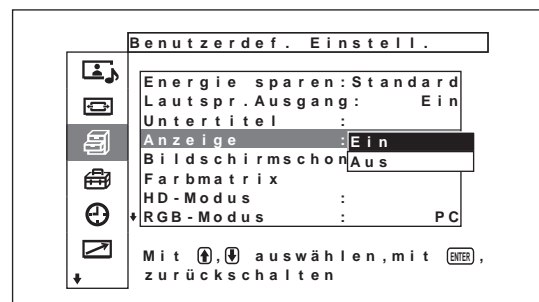 Benutzerdef. Einstell.
Energie sparen:Standard
Lautspr.Ausgang: Ein
Untertitel :
Anzeige :Ein
Bildschirmschon Aus
Farbmatrix
HD-Modus :
RGB-Modus : PC
Mit ↑,↓ auswählen,mit ENTER,
zurückschalten